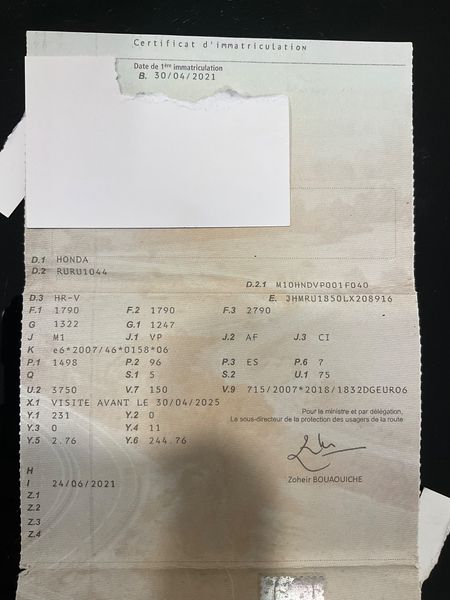 Certificat d'immatriculation
Date de 1ère immatriculation
B. 30/04/2021
D.1 HONDA
D.2 RURU1044
D.2.1 M10HNDVP001F040
D.3 HR-V E. JHMRU1850LX208916
F.1 1790 F.2 1790 F.3 2790
G 1322 G.1 1247
J M1 J.1 VP J.2 AF J.3 CI
K e6*2007/46*0158*06
P.1 1498 P.2 96 P.3 ES P.6 7
Q S.1 5 S.2 U.1 75
U.2 3750 V.7 150 V.9 715/2007*2018/1832DGEURO6
X.1 VISITE AVANT LE 30/04/2025
Y.1 231 Y.2 0
Y.3 0 Y.4 11
Y.5 2.76 Y.6 244.76
Pour le ministre et par délégation,
Le sous-directeur de la protection des usagers de la route
Zoheir BOUAOUICHE
H
I 24/06/2021
Z.1
Z.2
Z.3
Z.4